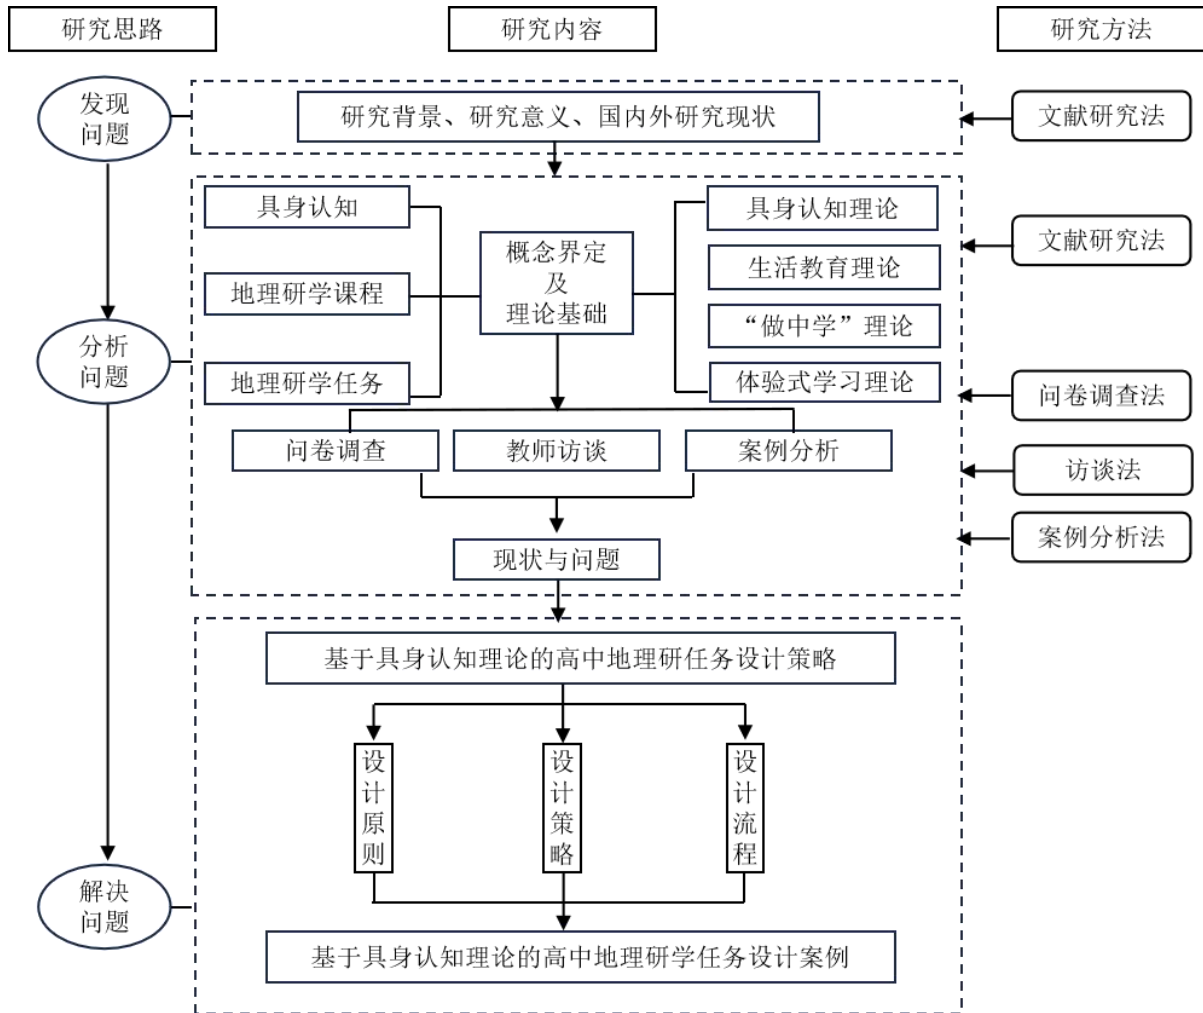 研究思路
研究内容
研究方法
发现
问题
研究背景、研究意义、国内外研究现状
文献研究法
具身认知
地理研学课程
地理研学任务
概念界定
及
理论基础
具身认知理论
生活教育理论
“做中学”理论
体验式学习理论
文献研究法
分析
问题
问卷调查
教师访谈
案例分析
问卷调查法
访谈法
案例分析法
现状与问题
基于具身认知理论的高中地理研任务设计策略
设计原则
设计策略
设计流程
解决
问题
基于具身认知理论的高中地理研学任务设计案例